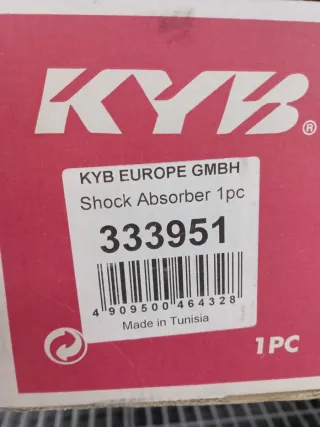 KYB®
KYB EUROPE GMBH
Shock Absorber 1pc
333951
4 909500 464328
Made in Tunisia
1PC